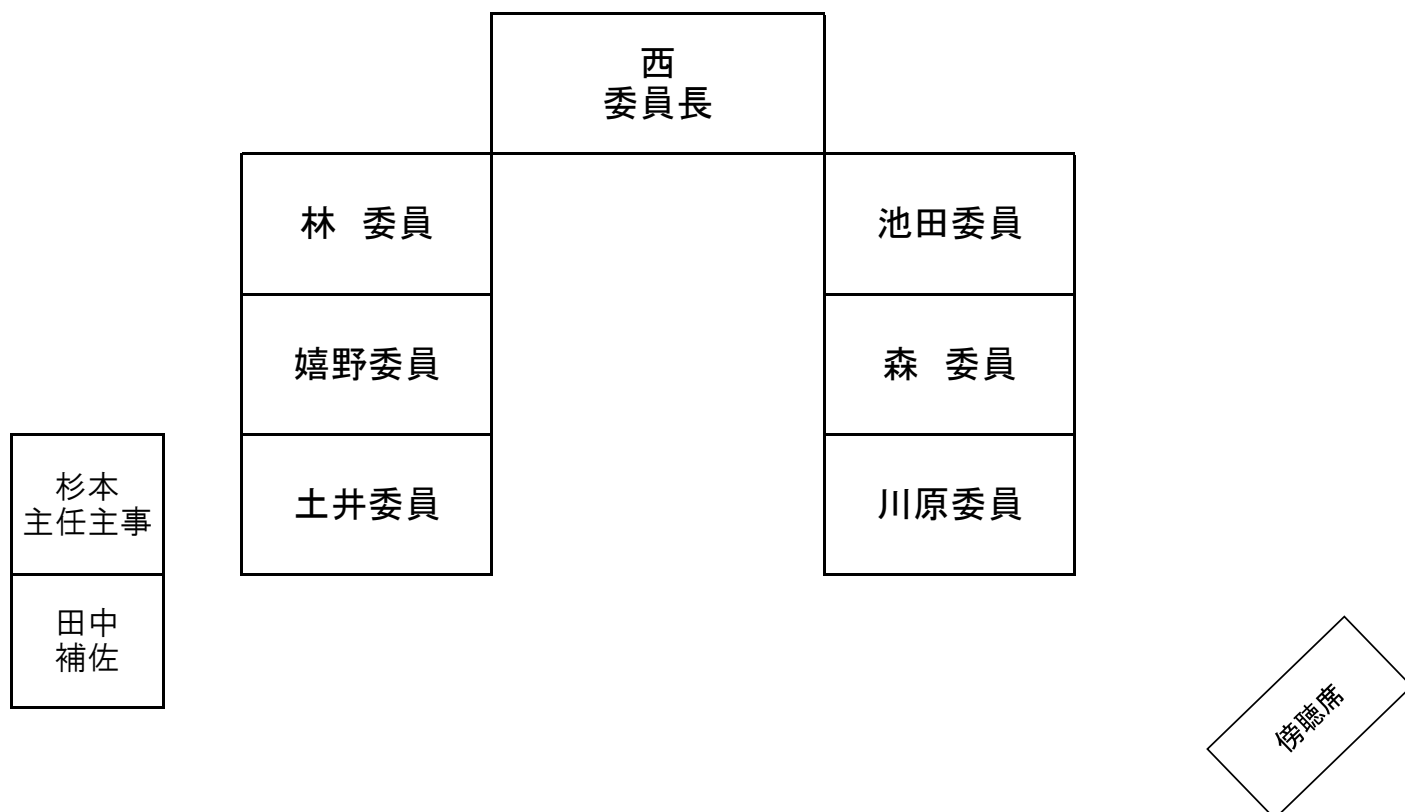 西
委員長
林 委員
池田委員
嬉野委員
森 委員
土井委員
川原委員
杉本
主任主事
田中
補佐
傍聴席